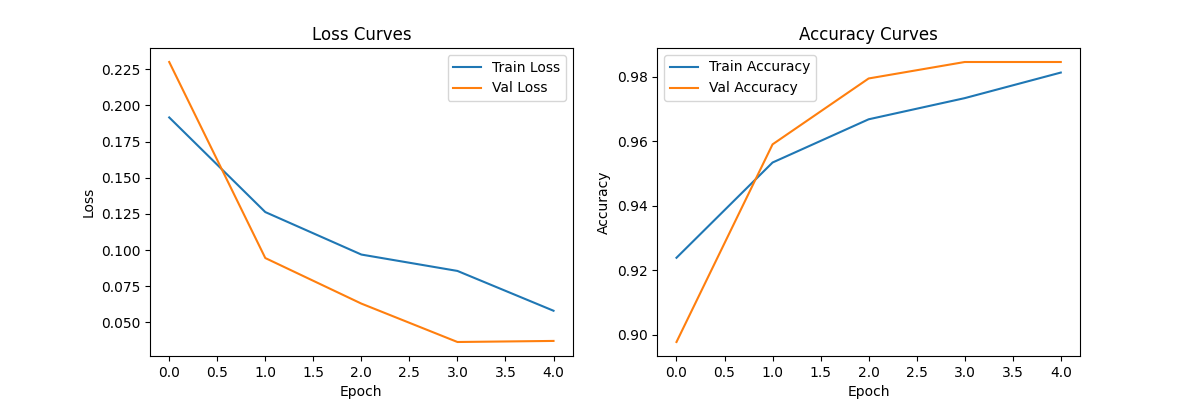 Loss Curves
0.225
0.200
0.175
0.150
0.125
0.100
0.075
0.050
Loss
Train Loss
Val Loss
0.0 0.5 1.0 1.5 2.0 2.5 3.0 3.5 4.0
Epoch
Accuracy Curves
0.98
0.96
0.94
0.92
0.90
Accuracy
Train Accuracy
Val Accuracy
0.0 0.5 1.0 1.5 2.0 2.5 3.0 3.5 4.0
Epoch